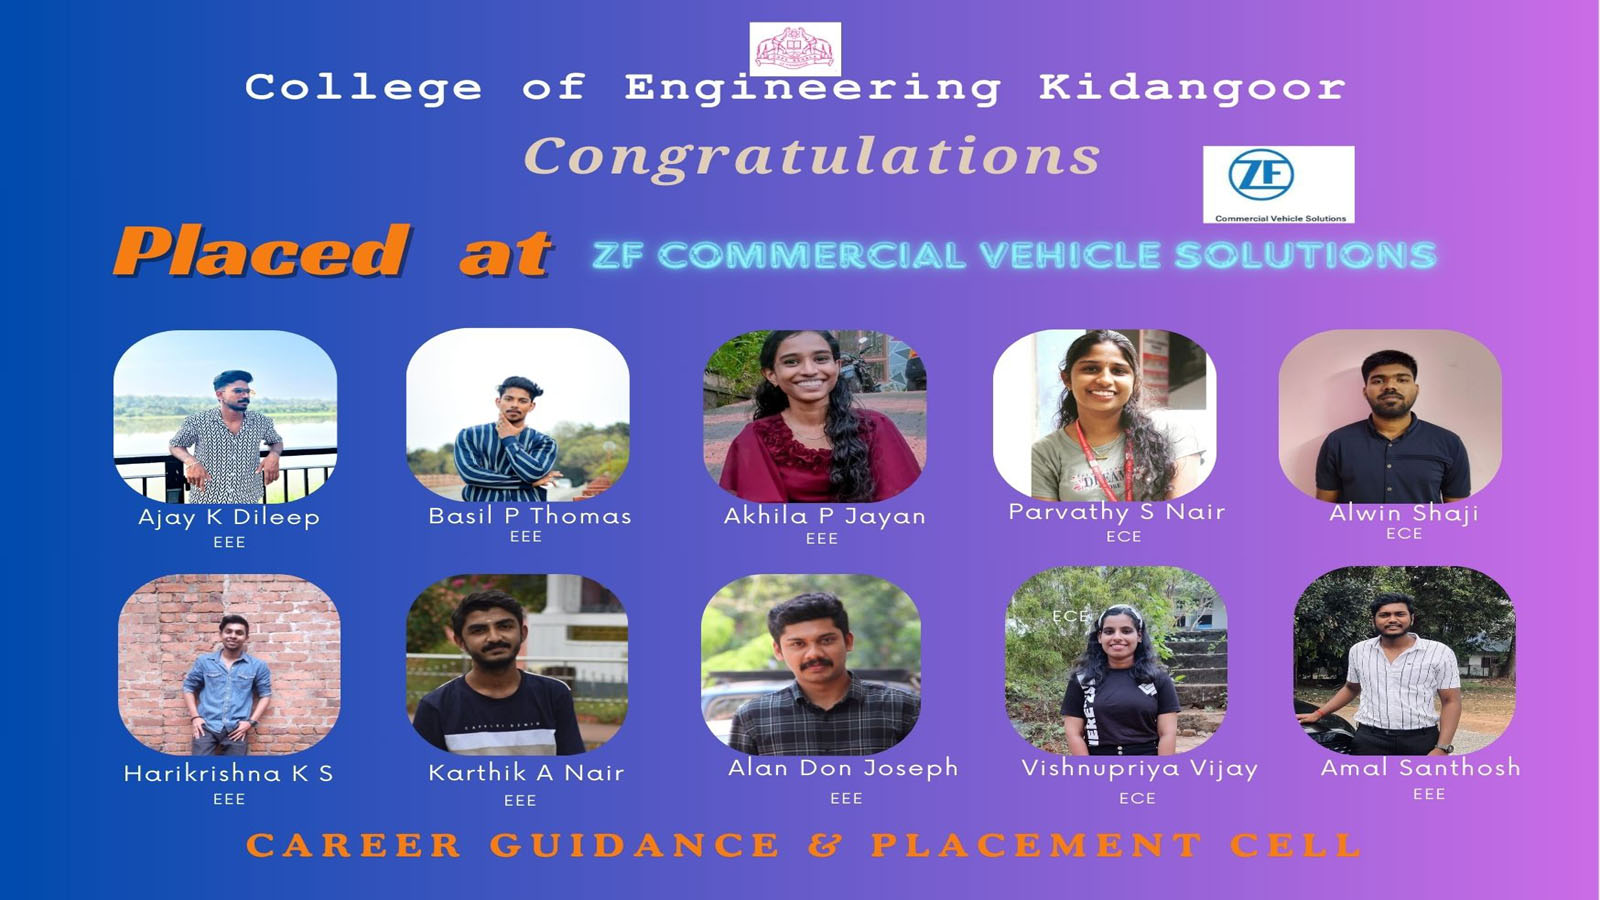 College of Engineering Kidangoor
Congratulations
ZF
Commercial Vehicle Solutions
Placed at ZF COMMERCIAL VEHICLE SOLUTIONS
Ajay K Dileep
EEE
Basil P Thomas
EEE
Akhila P Jayan
EEE
DREAM
Parvathy S Nair
ECE
Alwin Shaji
ECE
Harikrishna K S
EEE
Karthik A Nair
EEE
Alan Don Joseph
EEE
ECE
Vishnupriya Vijay
ECE
Amal Santhosh
EEE
CAREER GUIDANCE & PLACEMENT CELL